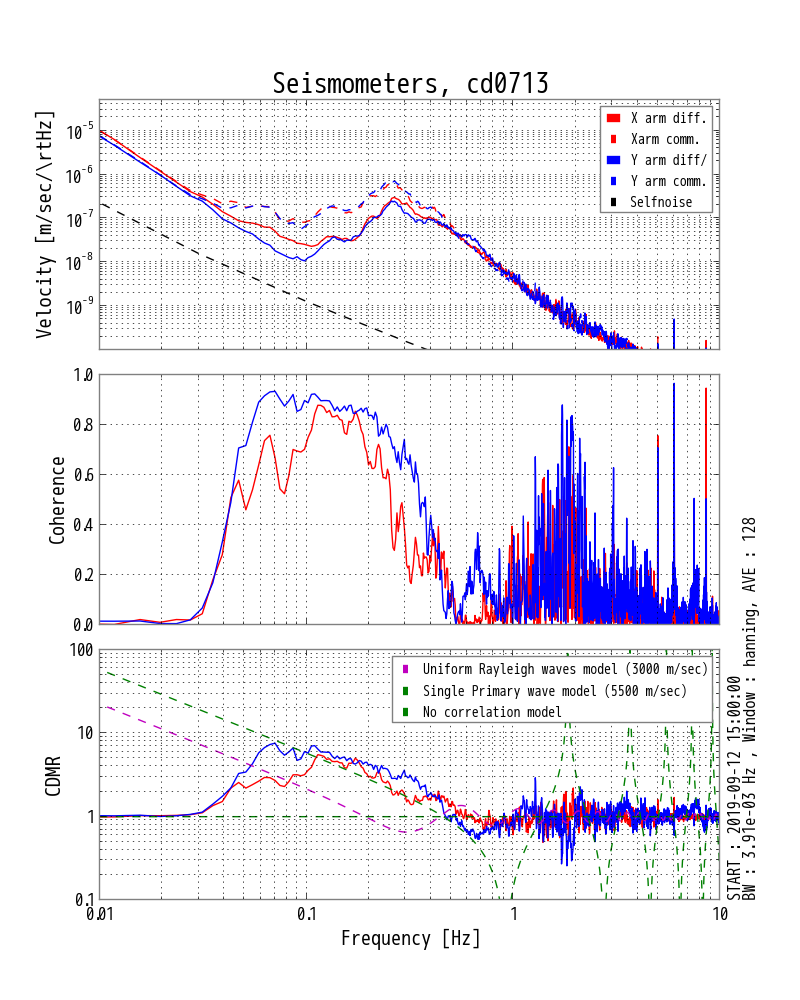 Seismometers, cd0713
Velocity [m/sec/\rtHz]
10-5
10-6
10-7
10-8
10-9
X arm diff.
Xarm comm.
Y arm diff/
Y arm comm.
Selfnoise
Coherence
1.0
0.8
0.6
0.4
0.2
0.0
CDMR
100
10
1
0.1
Uniform Rayleigh waves model (3000 m/sec)
Single Primary wave model (5500 m/sec)
No correlation model
0.01
0.1
1
10
Frequency [Hz]
START : 2019-09-12 15:00:00
BW : 3.91e-03 Hz , Window : hanning, AVE : 128